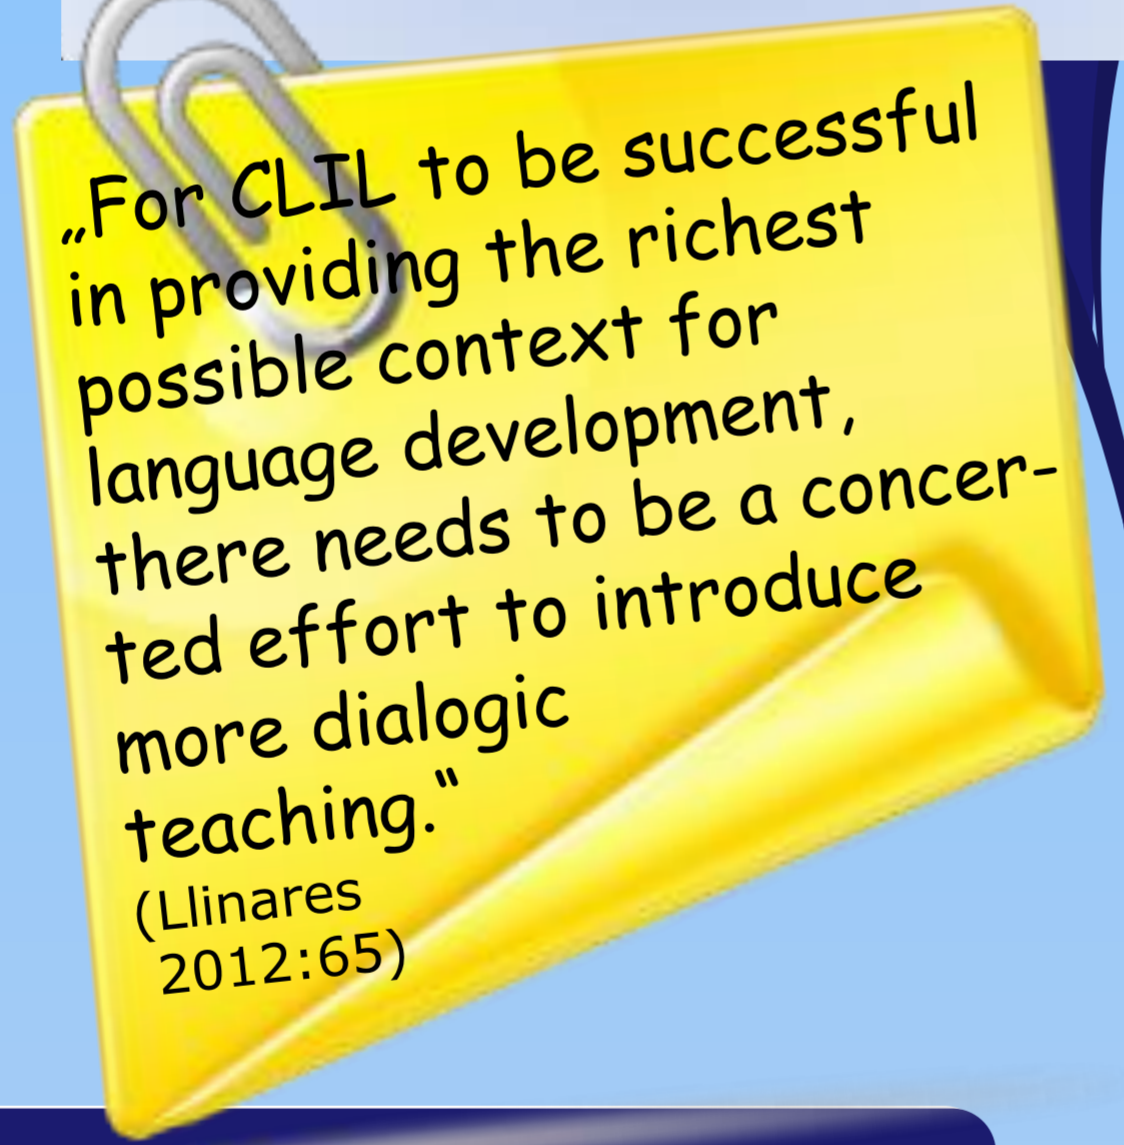 „For CLIL to be successful
in providing the richest
possible context for
language development,
there needs to be a concer-
ted effort to introduce
more dialogic
teaching.“
(Llinares
2012:65)